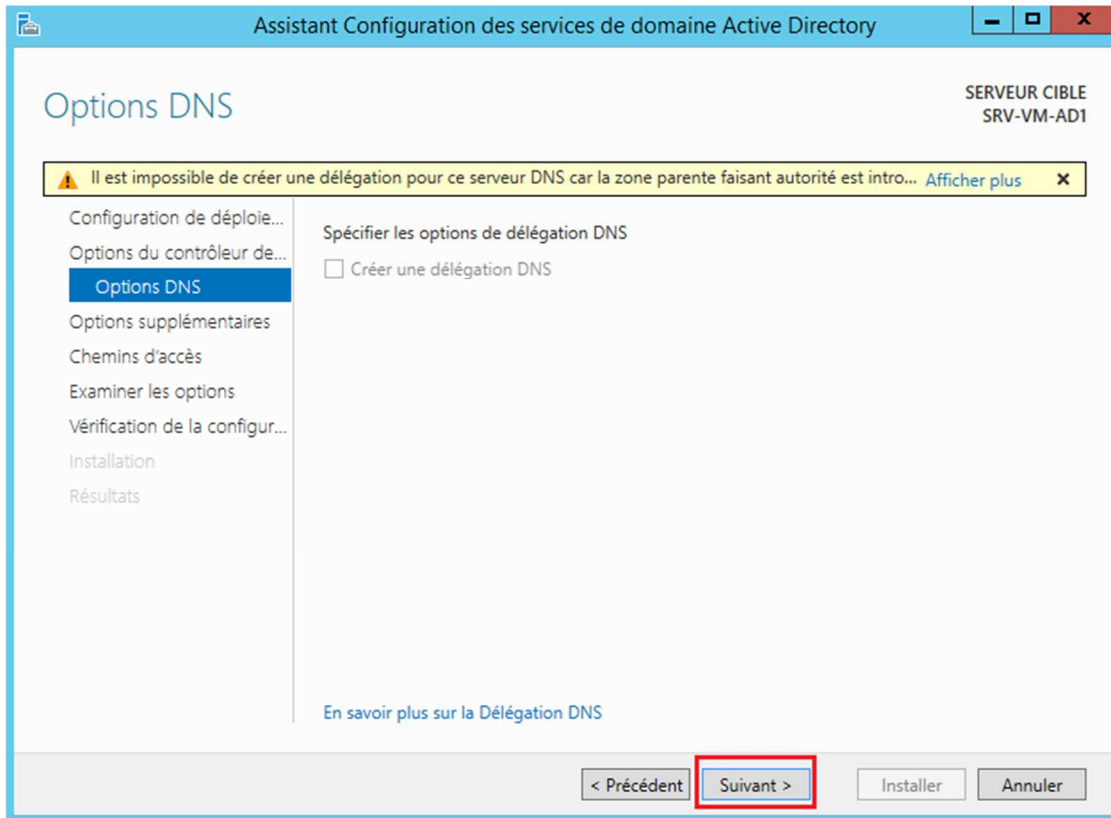 Assistant Configuration des services de domaine Active Directory
Options DNS
SERVEUR CIBLE
SRV-VM-AD1
Il est impossible de créer une délégation pour ce serveur DNS car la zone parente faisant autorité est intro... Afficher plus
Configuration de déploie...
Options du contrôleur de...
Options DNS
Options supplémentaires
Chemins d'accès
Examiner les options
Vérification de la configur...
Installation
Résultats
Spécifier les options de délégation DNS
Créer une délégation DNS
En savoir plus sur la Délégation DNS
< Précédent
Suivant >
Installer
Annuler